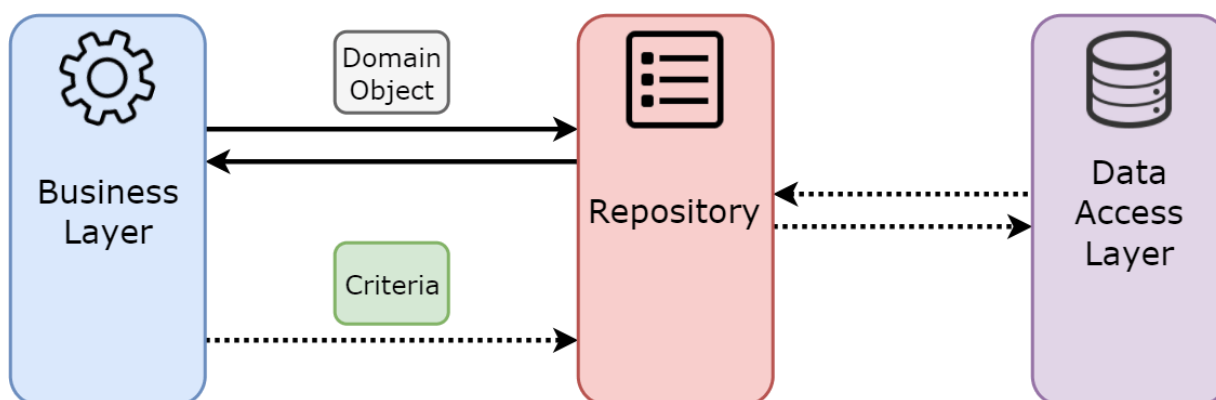 Domain
Object
Business
Layer
Repository
Data
Access
Layer
Criteria